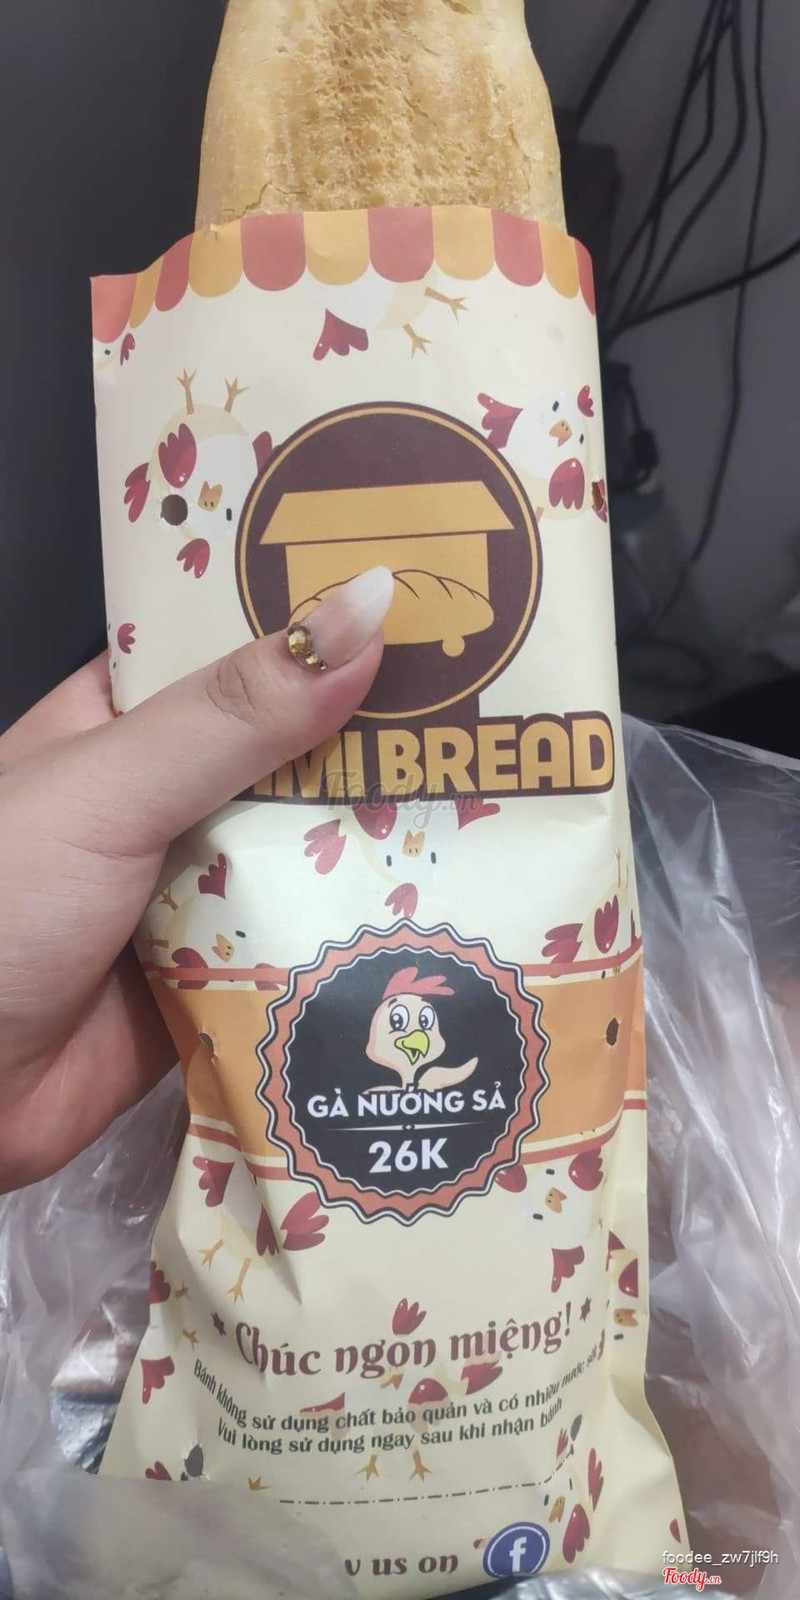 BREAD
Foody.vn
GÀ NƯỚNG SẢ
26K
Chúc ngon miệng!
Bánh không sử dụng chất bảo quản và có nhiều nước sốt
Vui lòng sử dụng ngay sau khi nhận bánh
us on
f
foodee_zw7jlf9h
Foody.vn